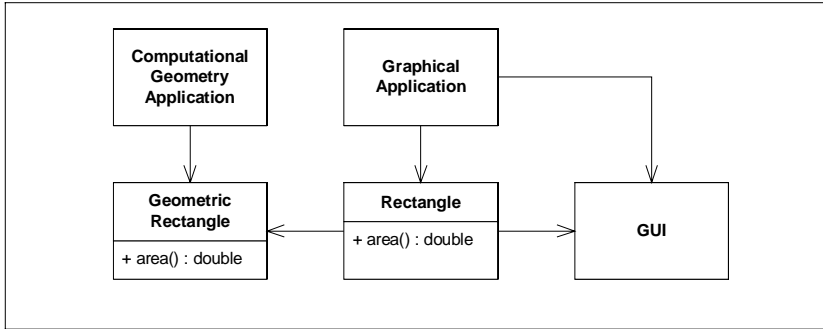 Computational
Geometry
Application
Graphical
Application
Geometric
Rectangle
+ area() : double
Rectangle
+ area() : double
GUI